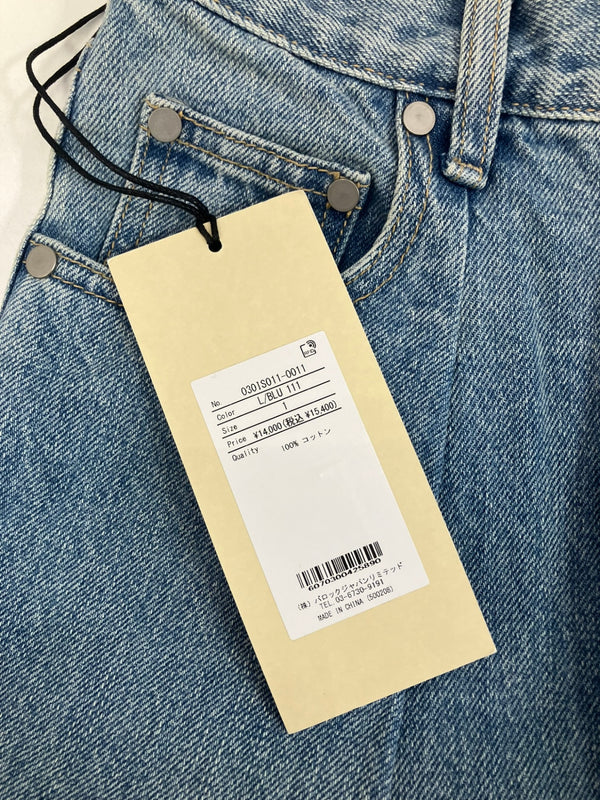 No. 0301S011-0011
Color L/BLU 111
Size 1
Price ¥14,000(税込 ¥15,400)
Quality 100% コットン
6070300425890
(株) バロックジャパンリミテッド
TEL.03-6730-9191
MADE IN CHINA (500208)